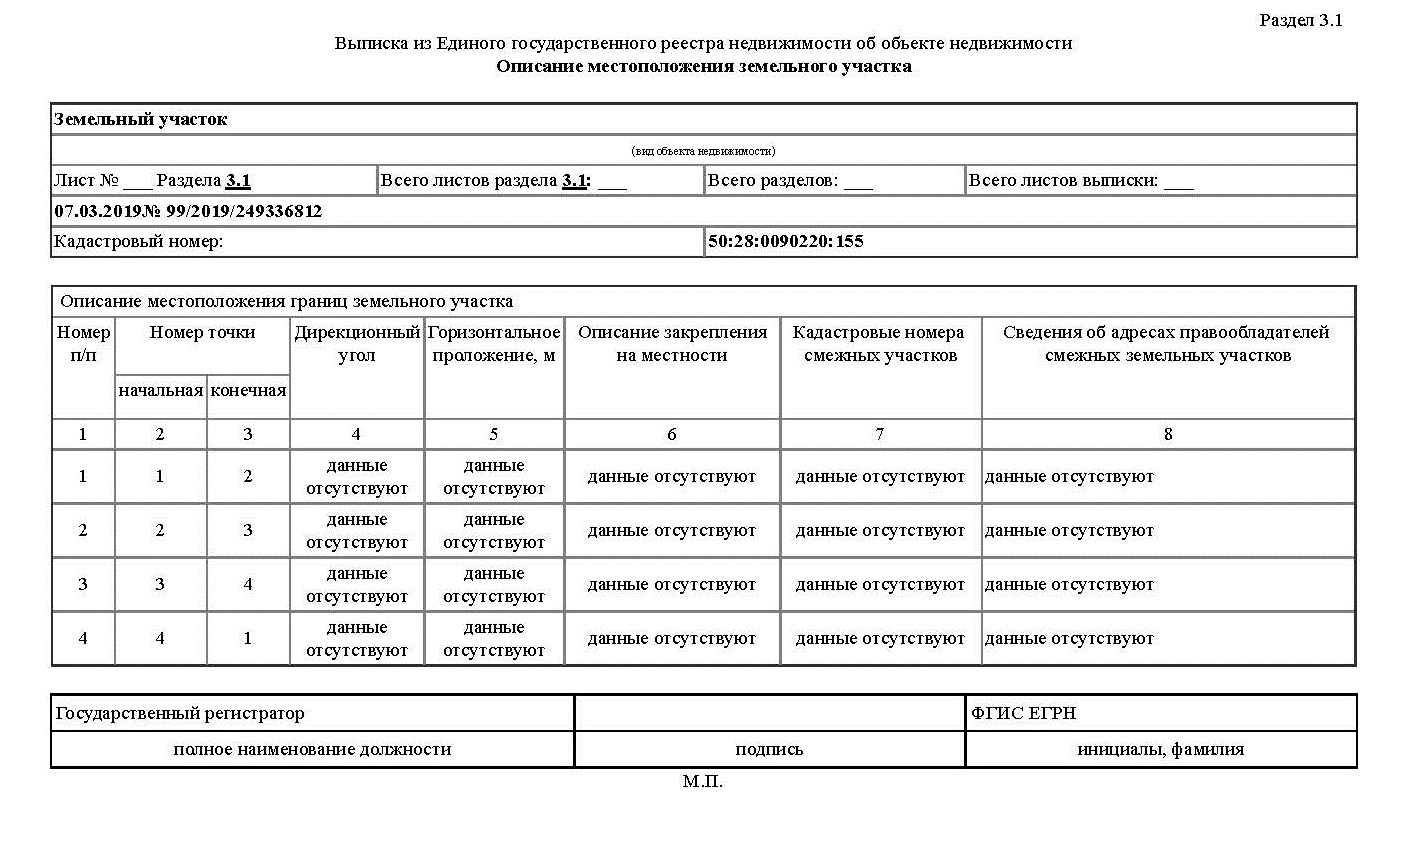 Раздел 3.1
Выписка из Единого государственного реестра недвижимости об объекте недвижимости
Описание местоположения земельного участка
Земельный участок
(вид объекта недвижимости)
Лист № ___ Раздела 3.1 Всего листов раздела 3.1: ___ Всего разделов: ___ Всего листов выписки: ___
07.03.2019№ 99/2019/249336812
Кадастровый номер: 50:28:0090220:155
Описание местоположения границ земельного участка
Номер п/п Номер точки Дирекционный угол Горизонтальное проложение, м Описание закрепления на местности Кадастровые номера смежных участков Сведения об адресах правообладателей смежных земельных участков
начальная конечная
1 2 3 4 5 6 7 8
1 1 2 данные отсутствуют данные отсутствуют данные отсутствуют данные отсутствуют данные отсутствуют
2 2 3 данные отсутствуют данные отсутствуют данные отсутствуют данные отсутствуют данные отсутствуют
3 3 4 данные отсутствуют данные отсутствуют данные отсутствуют данные отсутствуют данные отсутствуют
4 4 1 данные отсутствуют данные отсутствуют данные отсутствуют данные отсутствуют данные отсутствуют
Государственный регистратор ФГИС ЕГРН
полное наименование должности подпись инициалы, фамилия
М.П.